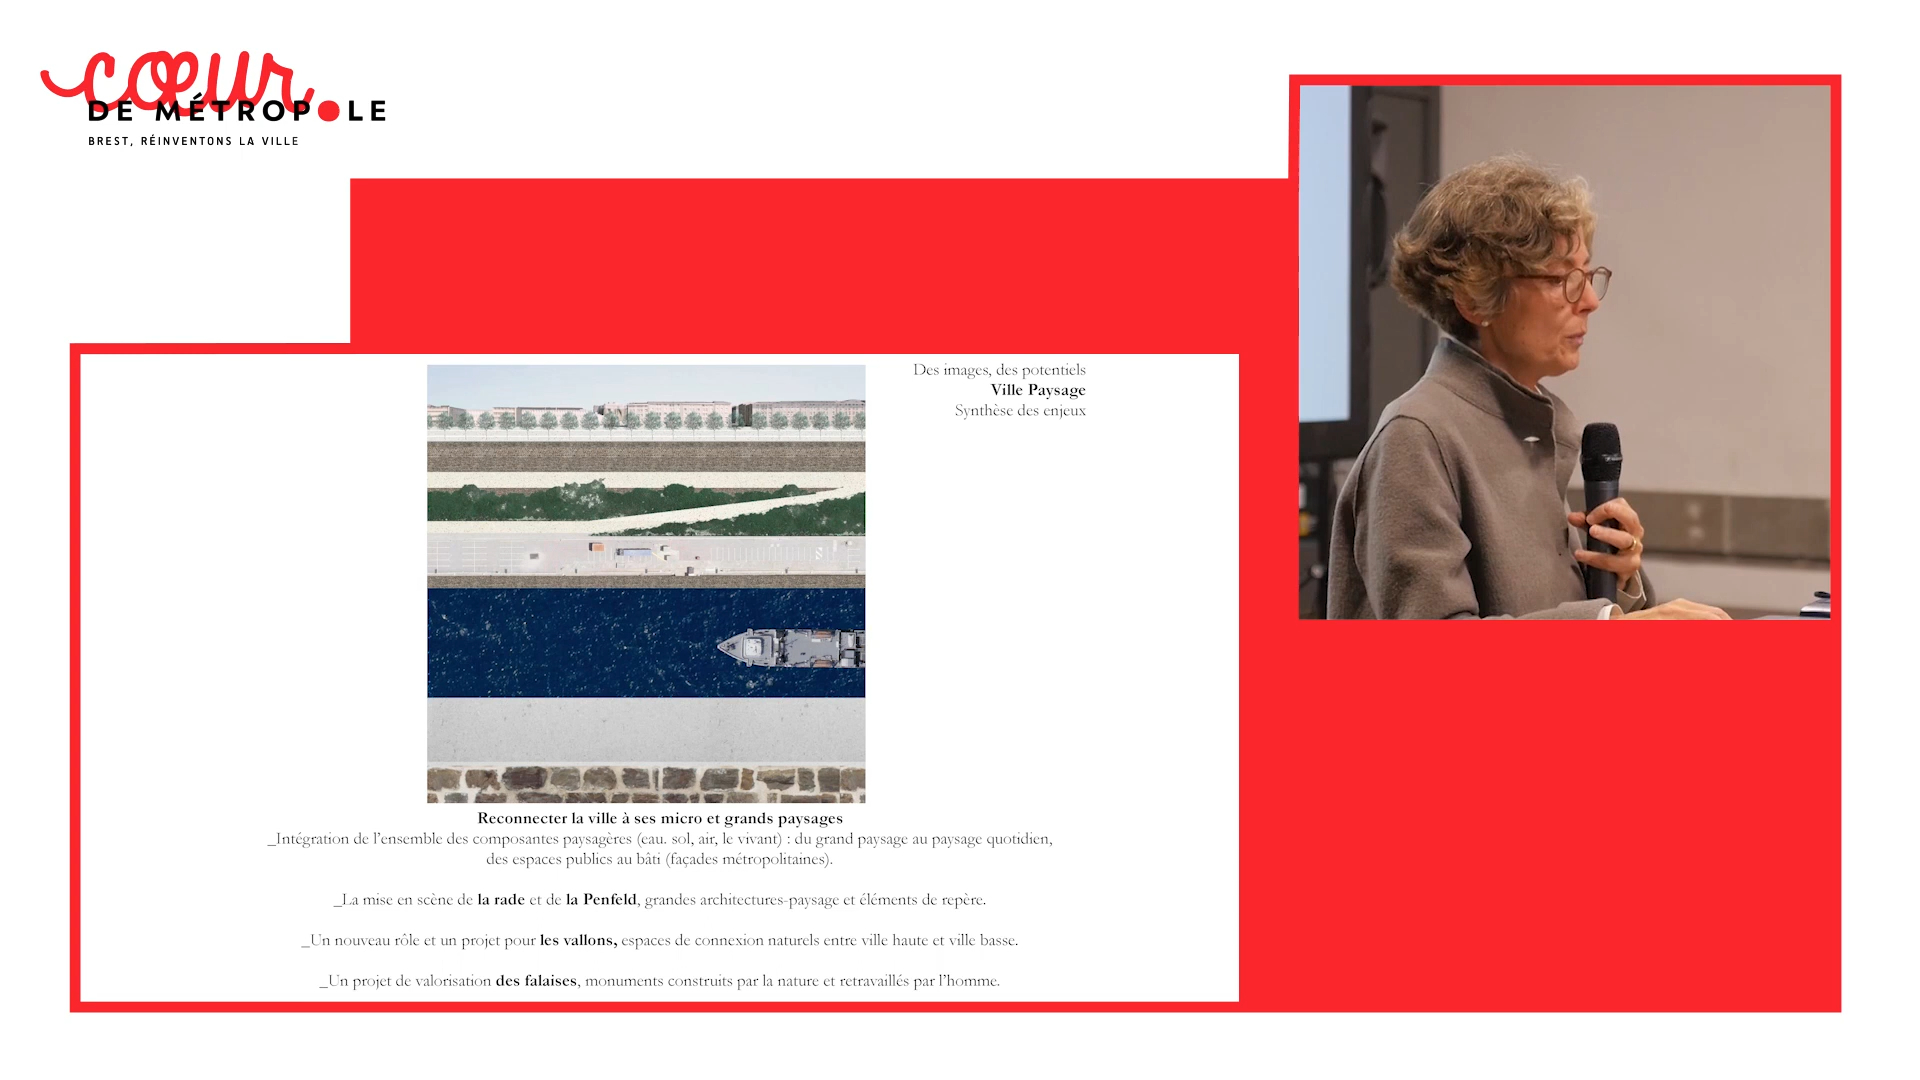 cœur
DE MÉTROPOLE
BREST, RÉINVENTONS LA VILLE
Des images, des potentiels
Ville Paysage
Synthèse des enjeux
Reconnecter la ville à ses micro et grands paysages
_Intégration de l'ensemble des composantes paysagères (eau. sol, air, le vivant) : du grand paysage au paysage quotidien,
des espaces publics au bâti (façades métropolitaines).
_La mise en scène de la rade et de la Penfeld, grandes architectures-paysage et éléments de repère.
_Un nouveau rôle et un projet pour les vallons, espaces de connexion naturels entre ville haute et ville basse.
_Un projet de valorisation des falaises, monuments construits par la nature et retravaillés par l'homme.